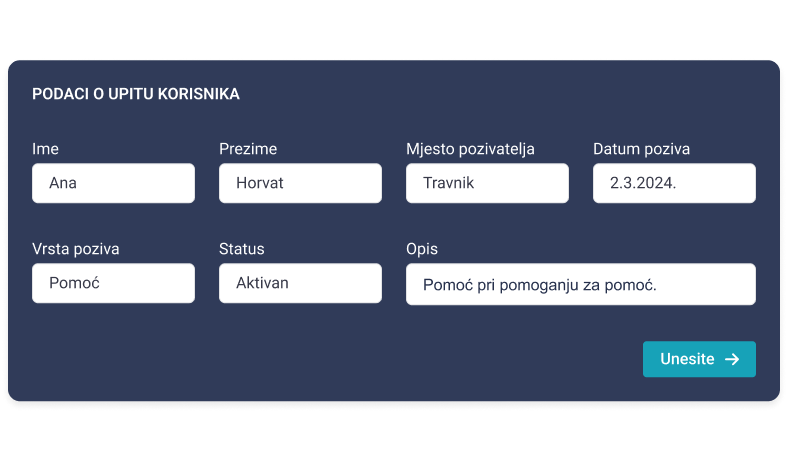 PODACI O UPITU KORISNIKA
Ime Prezime Mjesto pozivatelja Datum poziva
Ana Horvat Travnik 2.3.2024.
Vrsta poziva Status Opis
Pomoć Aktivan Pomoć pri pomoganju za pomoć.
Unesite